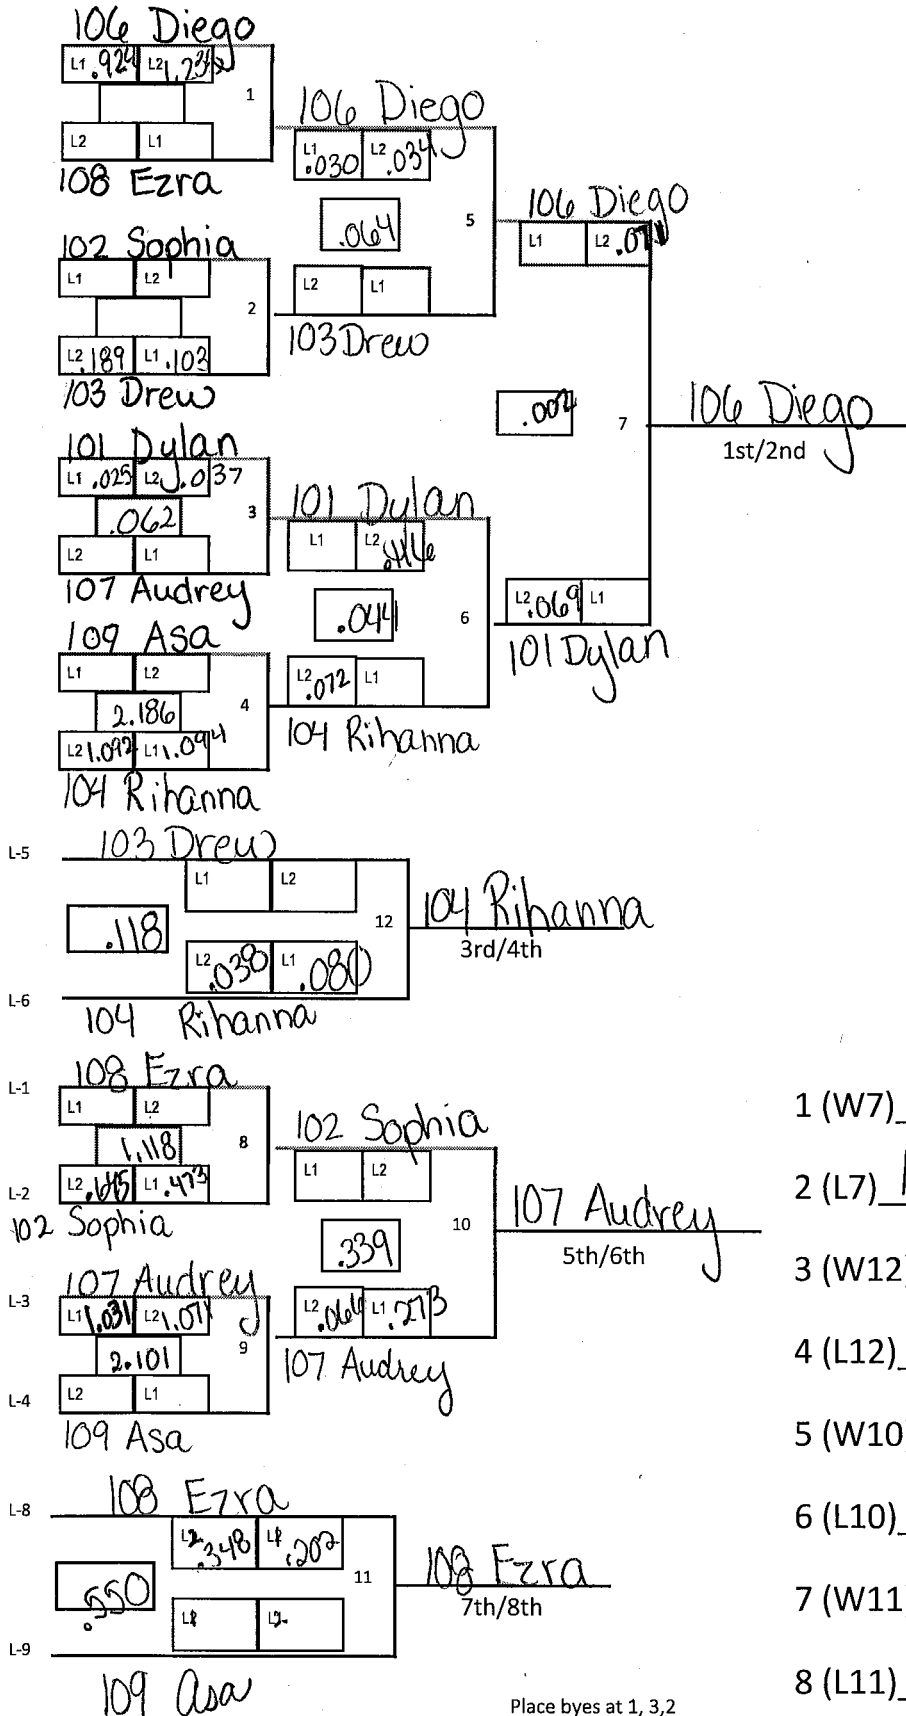 106 Diego
L1 .924 L2 1.236
1
L2 L1
108 Ezra
106 Diego
L1 .030 L2 .034
.064
5
L2 L1
103 Drew
102 Sophia
L1 L2
2
L2 .189 L1 .103
103 Drew
106 Diego
L1 L2
.002
7
106 Diego
1st/2nd
L2 .069 L1
101 Dylan
101 Dylan
L1 .025 L2 .037
.062
3
L2 L1
107 Audrey
101 Dylan
L1 L2 .116
.044
6
L2 .072 L1
104 Rihanna
109 Asa
L1 L2
2.186
4
L2 1.092 L1 1.094
104 Rihanna
L-5 103 Drew
L1 L2
.118
12
L2 .038 L1 .080
L-6
104 Rihanna
104 Rihanna
3rd/4th
L-1 108 Ezra
L1 L2
1.118
8
L-2 L2 .645 L1 .473
102 Sophia
102 Sophia
L1 L2
.339
10
L2 .066 L1 .273
107 Audrey
107 Audrey
5th/6th
L-3 107 Audrey
L1 1.031 L2 1.071
2.101
9
L-4 L2 L1
109 Asa
L-8 108 Ezra
L2 .348 L1 .202
.550
11
L1 L2
L-9
109 Asa
108 Ezra
7th/8th
Place byes at 1, 3,2
1 (W7)
2 (L7)
3 (W12)
4 (L12)
5 (W10)
6 (L10)
7 (W11)
8 (L11)